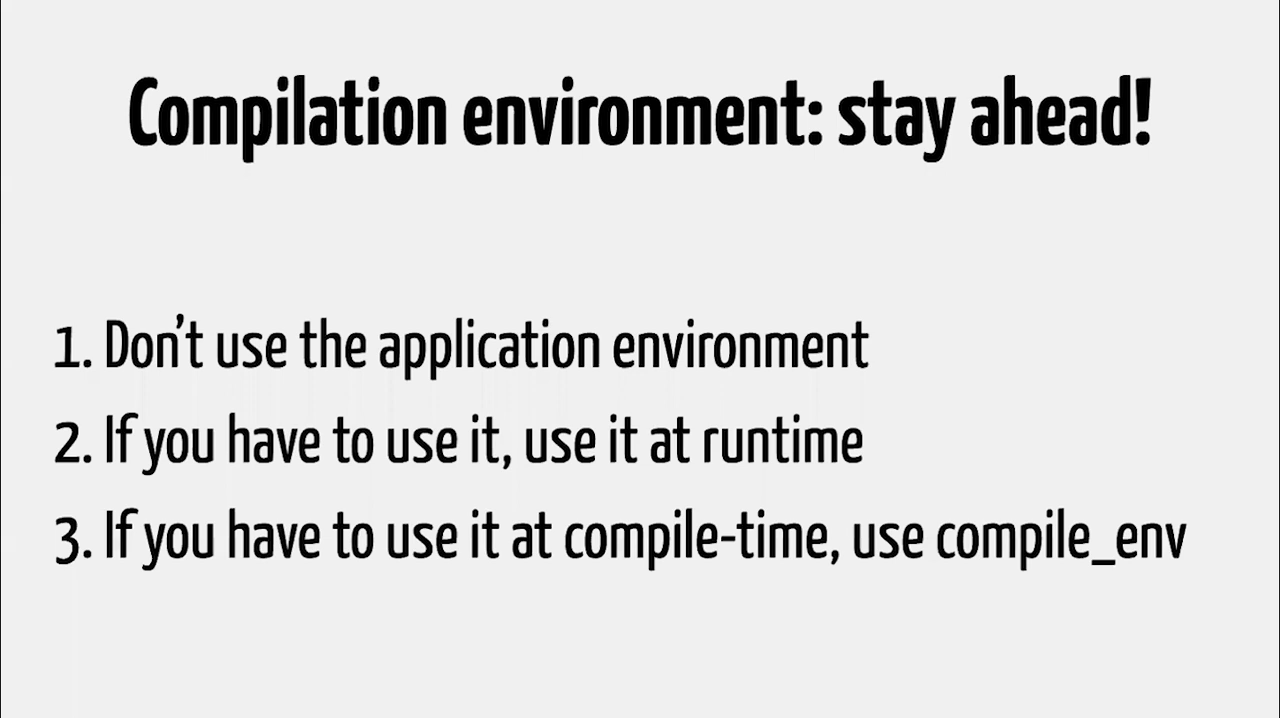 Compilation environment: stay ahead!
1. Don’t use the application environment
2. If you have to use it, use it at runtime
3. If you have to use it at compile-time, use compile_env